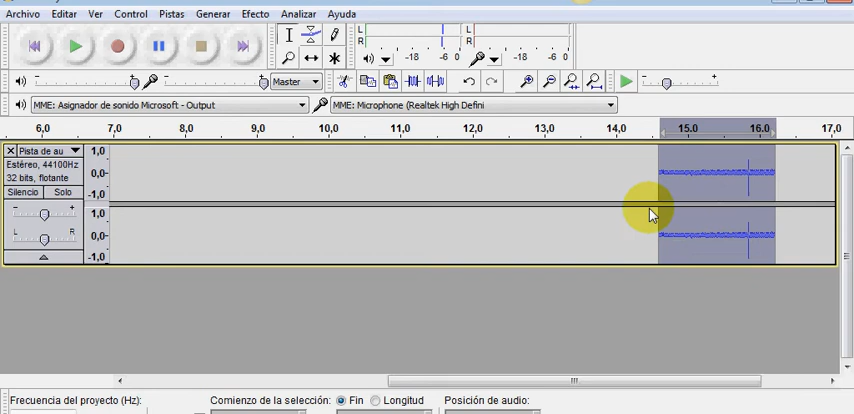 Archivo Editar Ver Control Pistas Generar Efecto Analizar Ayuda
L R -18 -6 0 L R -18 -6 0
- + - + Master - +
MME: Asignador de sonido Microsoft - Output MME: Microphone (Realtek High Defini
6,0 7,0 8,0 9,0 10,0 11,0 12,0 13,0 14,0 15,0 16,0 17,0
Pista de au 1,0
Estéreo, 44100Hz 0,0-
32 bits, flotante
Silencio Solo -1,0
- + 1,0
L R 0,0-
-1,0
Frecuencia del proyecto (Hz): Comienzo de la selección: Fin Longitud Posición de audio: